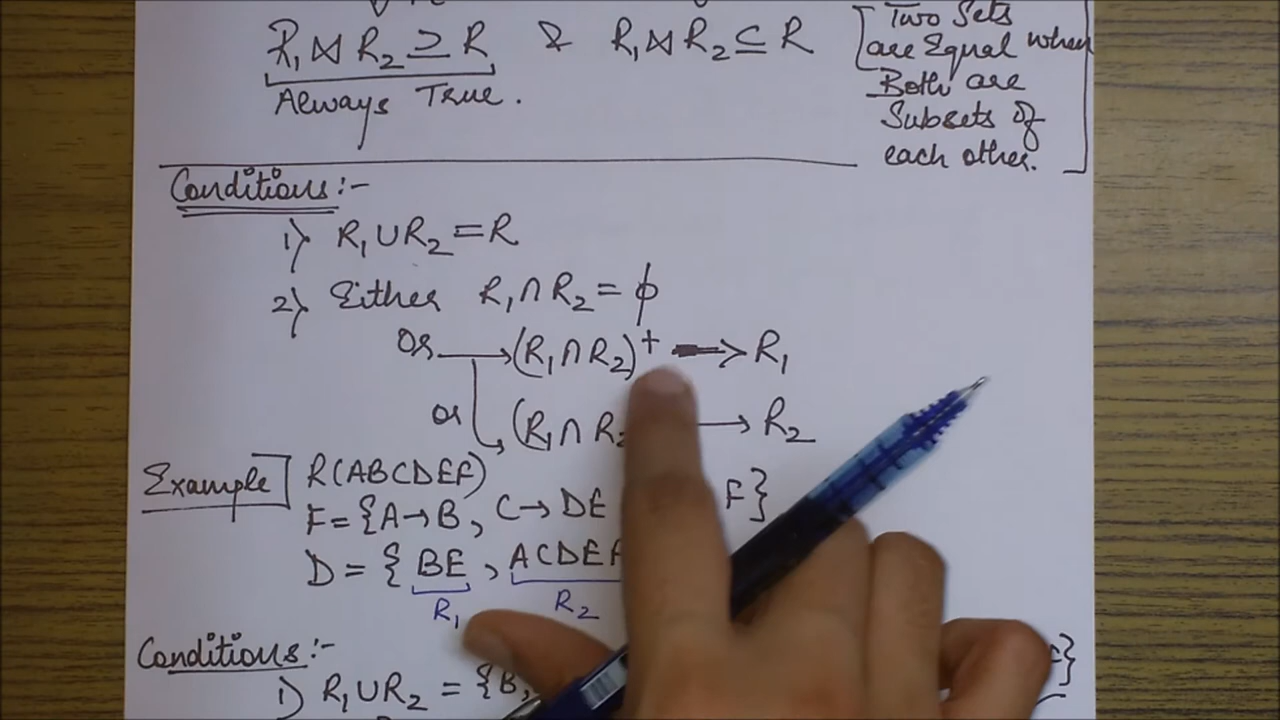 R₁ ⋈ R₂ ⊇ R & R₁ ⋈ R₂ ⊆ R
Always True.
Two Sets
are Equal when
Both are
Subsets of
each other.
Conditions:-
1) R₁ ∪ R₂ = R
2) Either R₁ ∩ R₂ = ϕ
Or → (R₁ ∩ R₂)⁺ → R₁
or (R₁ ∩ R₂ → R₂
Example] R(ABCDEF)
F = {A → B, C → DE F}
D = {BE, ACDEF
R₁ R₂
Conditions:-
1) R₁ ∪ R₂ = {B,